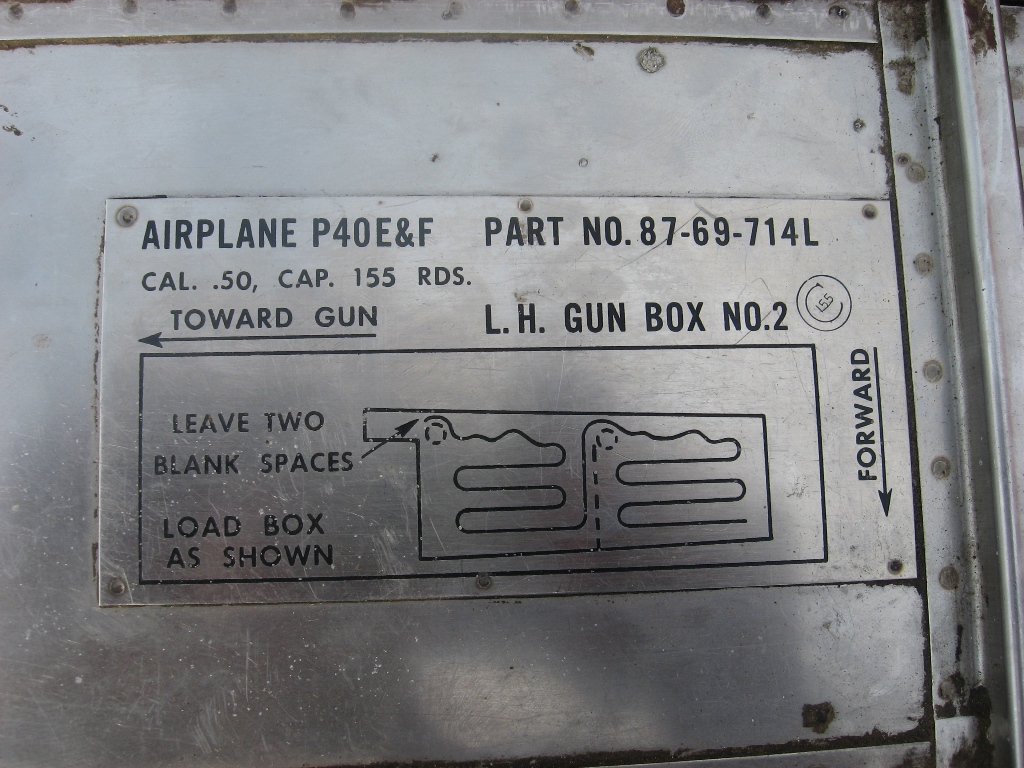 AIRPLANE P40E&F PART NO. 87-69-714L
CAL. .50, CAP. 155 RDS.
TOWARD GUN L.H. GUN BOX NO.2
155
FORWARD
LEAVE TWO
BLANK SPACES
LOAD BOX
AS SHOWN